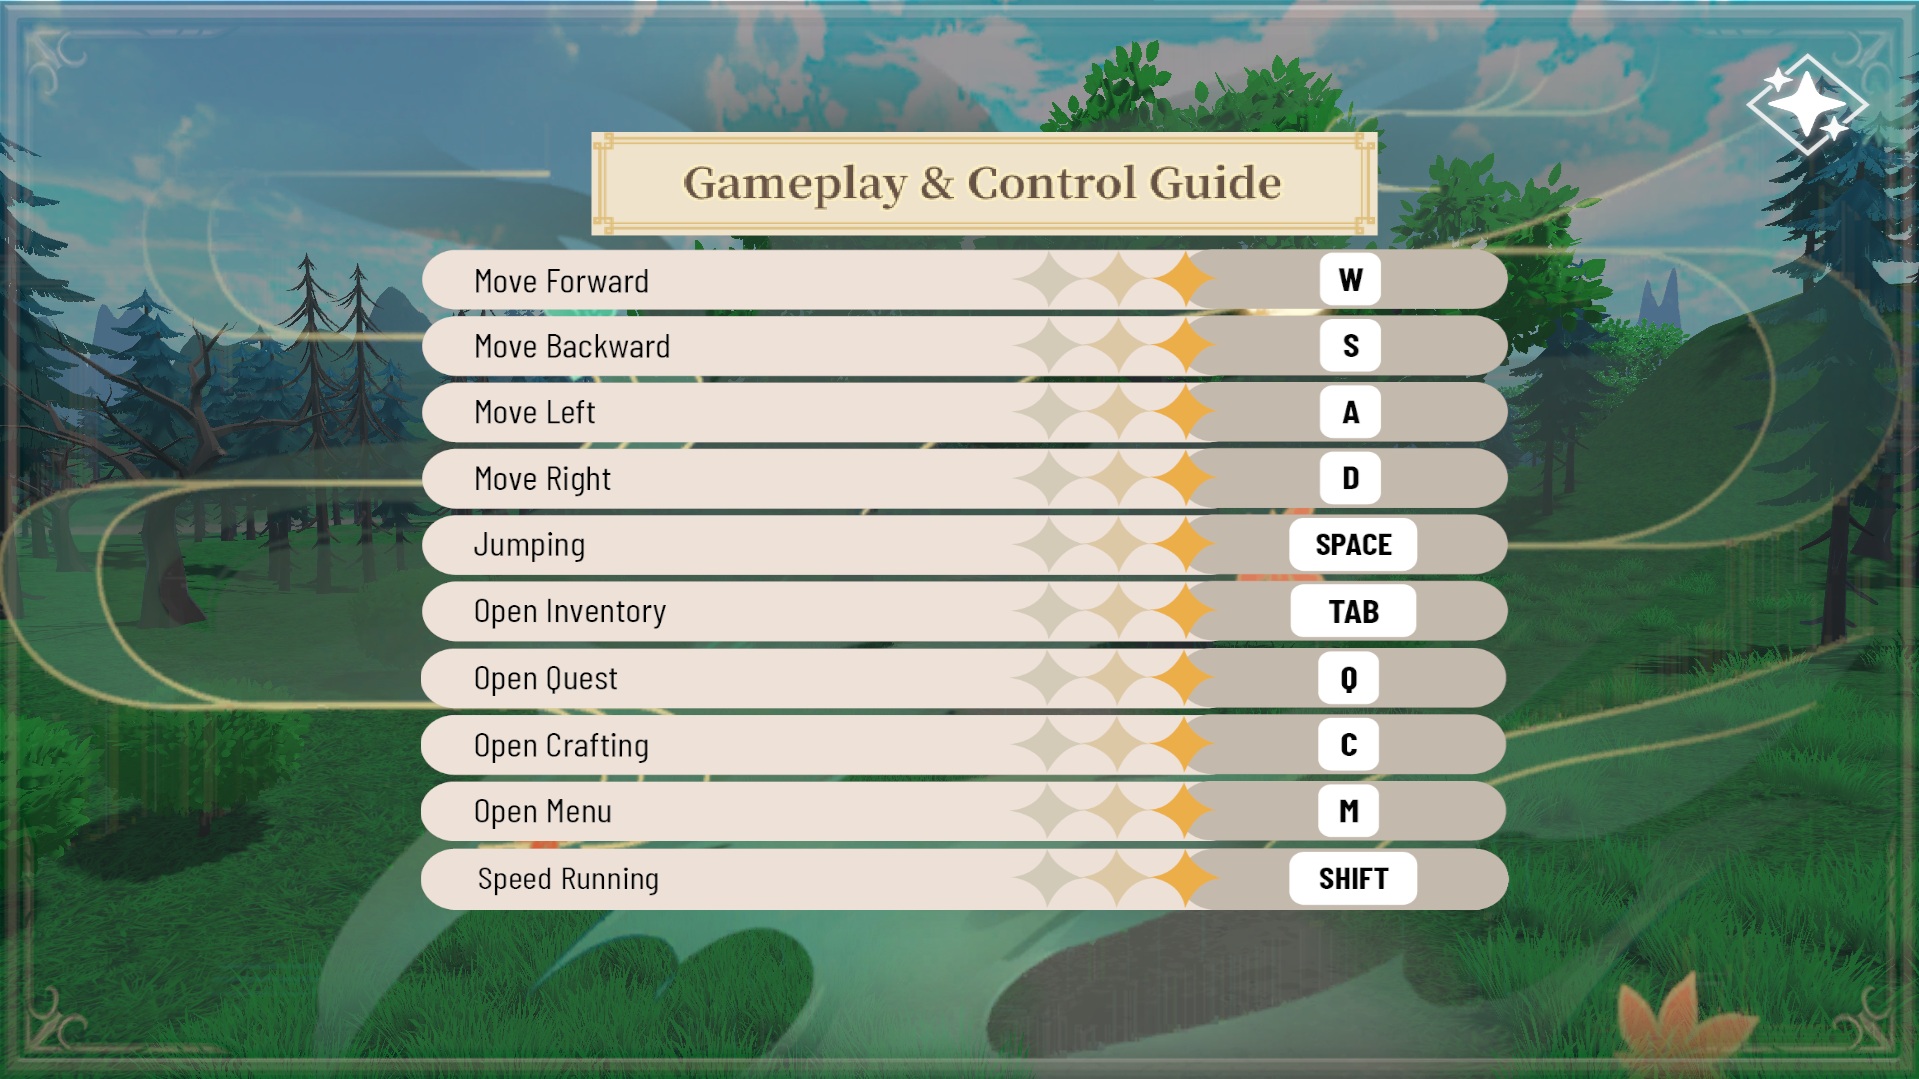 Gameplay & Control Guide
Move Forward W
Move Backward S
Move Left A
Move Right D
Jumping SPACE
Open Inventory TAB
Open Quest Q
Open Crafting C
Open Menu M
Speed Running SHIFT